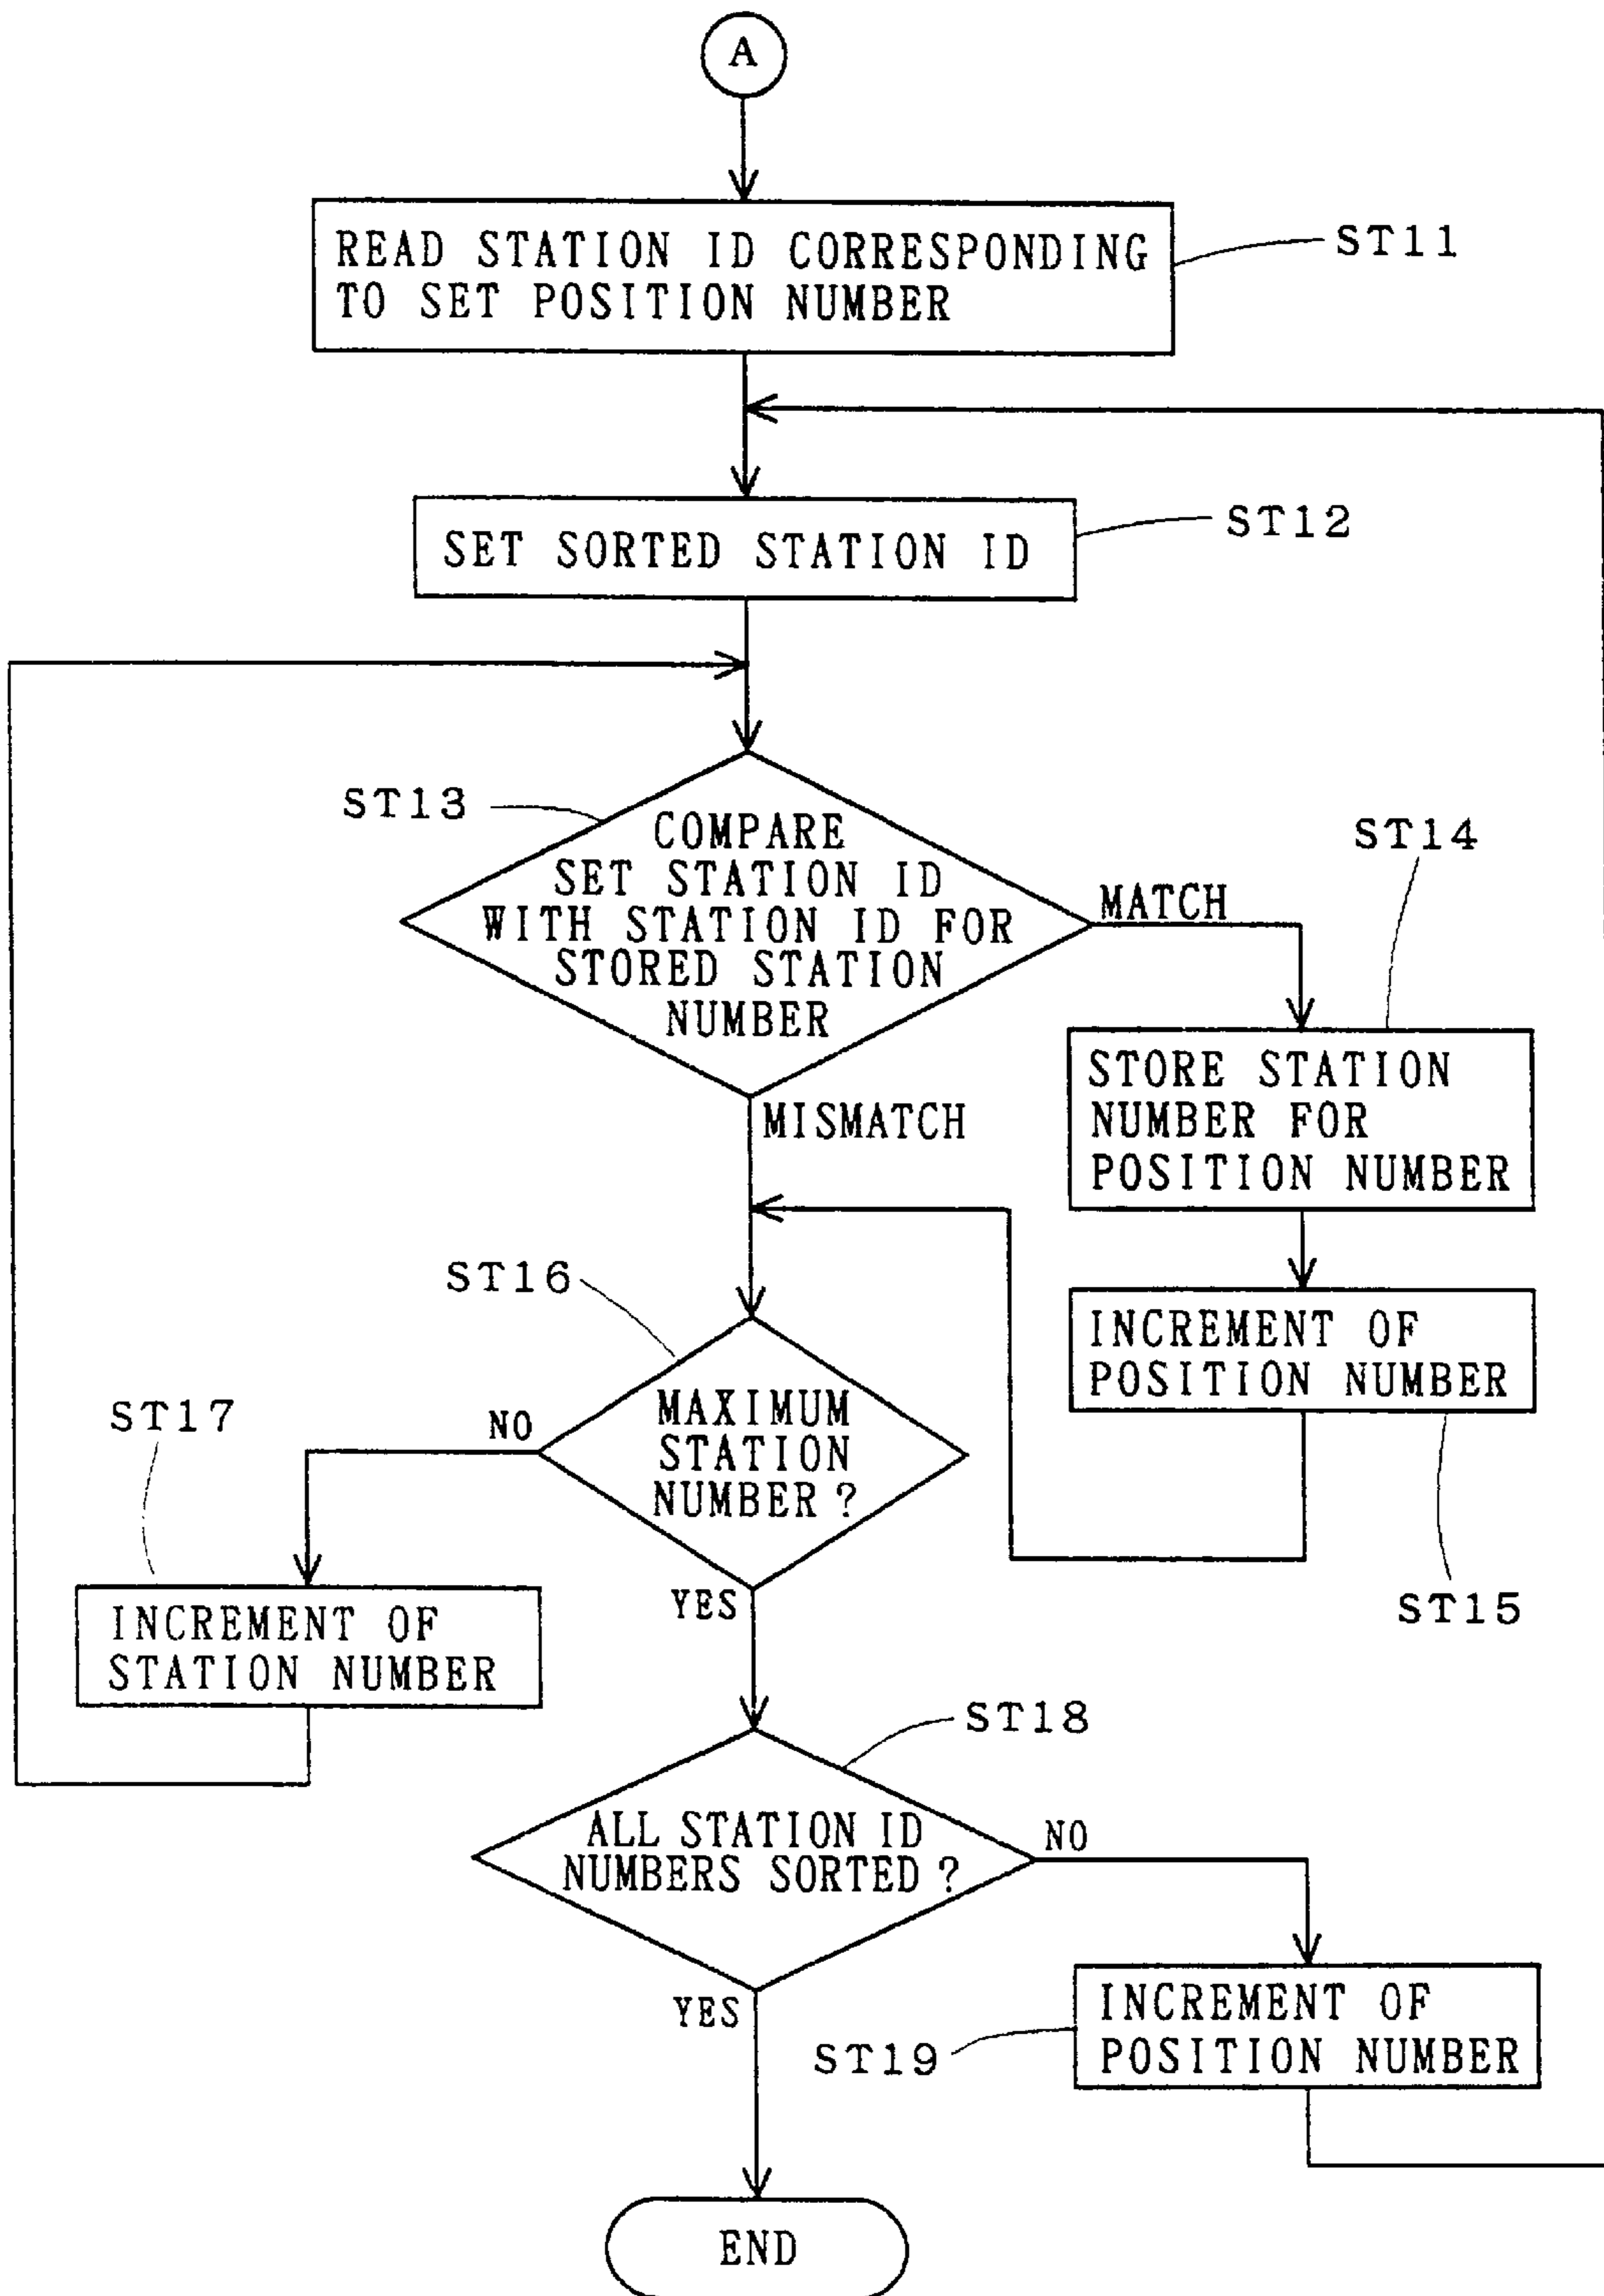 A
READ STATION ID CORRESPONDING
TO SET POSITION NUMBER
ST11
SET SORTED STATION ID
ST12
ST13
COMPARE
SET STATION ID
WITH STATION ID FOR
STORED STATION
NUMBER
MATCH
ST14
STORE STATION
NUMBER FOR
POSITION NUMBER
MISMATCH
ST16
INCREMENT OF
POSITION NUMBER
ST15
MAXIMUM
STATION
NUMBER ?
NO
ST17
YES
INCREMENT OF
STATION NUMBER
ST18
ALL STATION ID
NUMBERS SORTED ?
NO
YES
ST19
INCREMENT OF
POSITION NUMBER
END